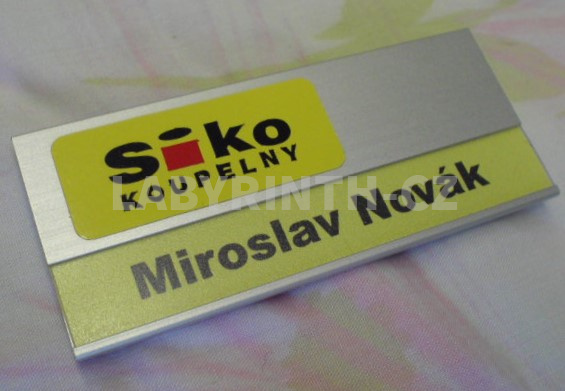 Siko
KOUPELNY
LABYRINTH-CZ
Miroslav Novák